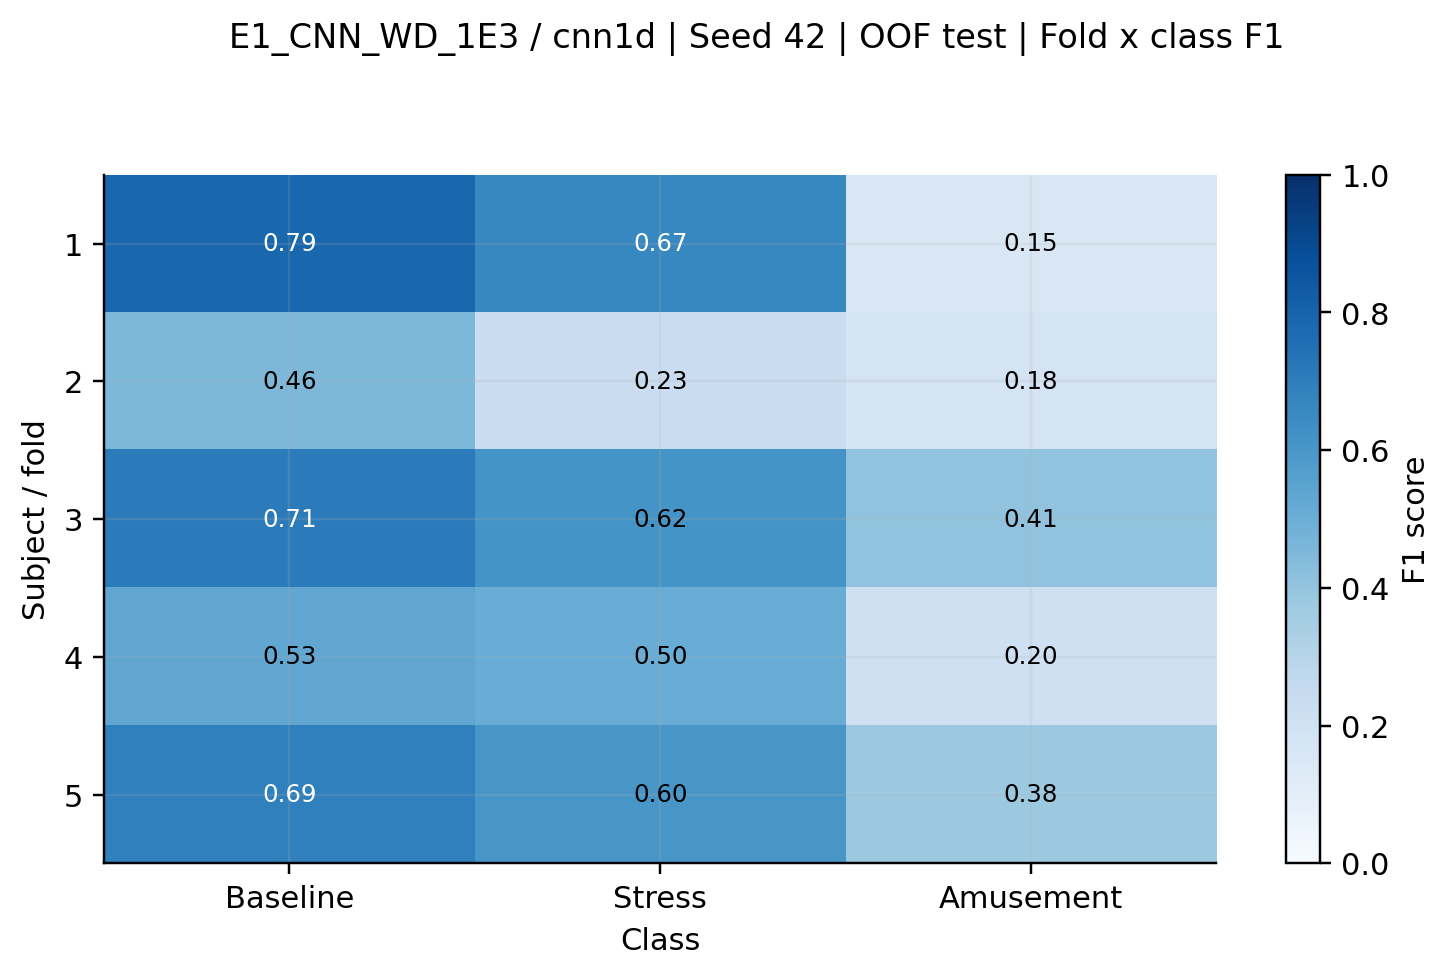 E1_CNN_WD_1E3 / cnn1d | Seed 42 | OOF test | Fold x class F1
1.0
1 0.79 0.67 0.15
0.8
2 0.46 0.23 0.18
0.6
Subject / fold
3 0.71 0.62 0.41
F1 score
0.4
4 0.53 0.50 0.20
0.2
5 0.69 0.60 0.38
0.0
Baseline Stress Amusement
Class